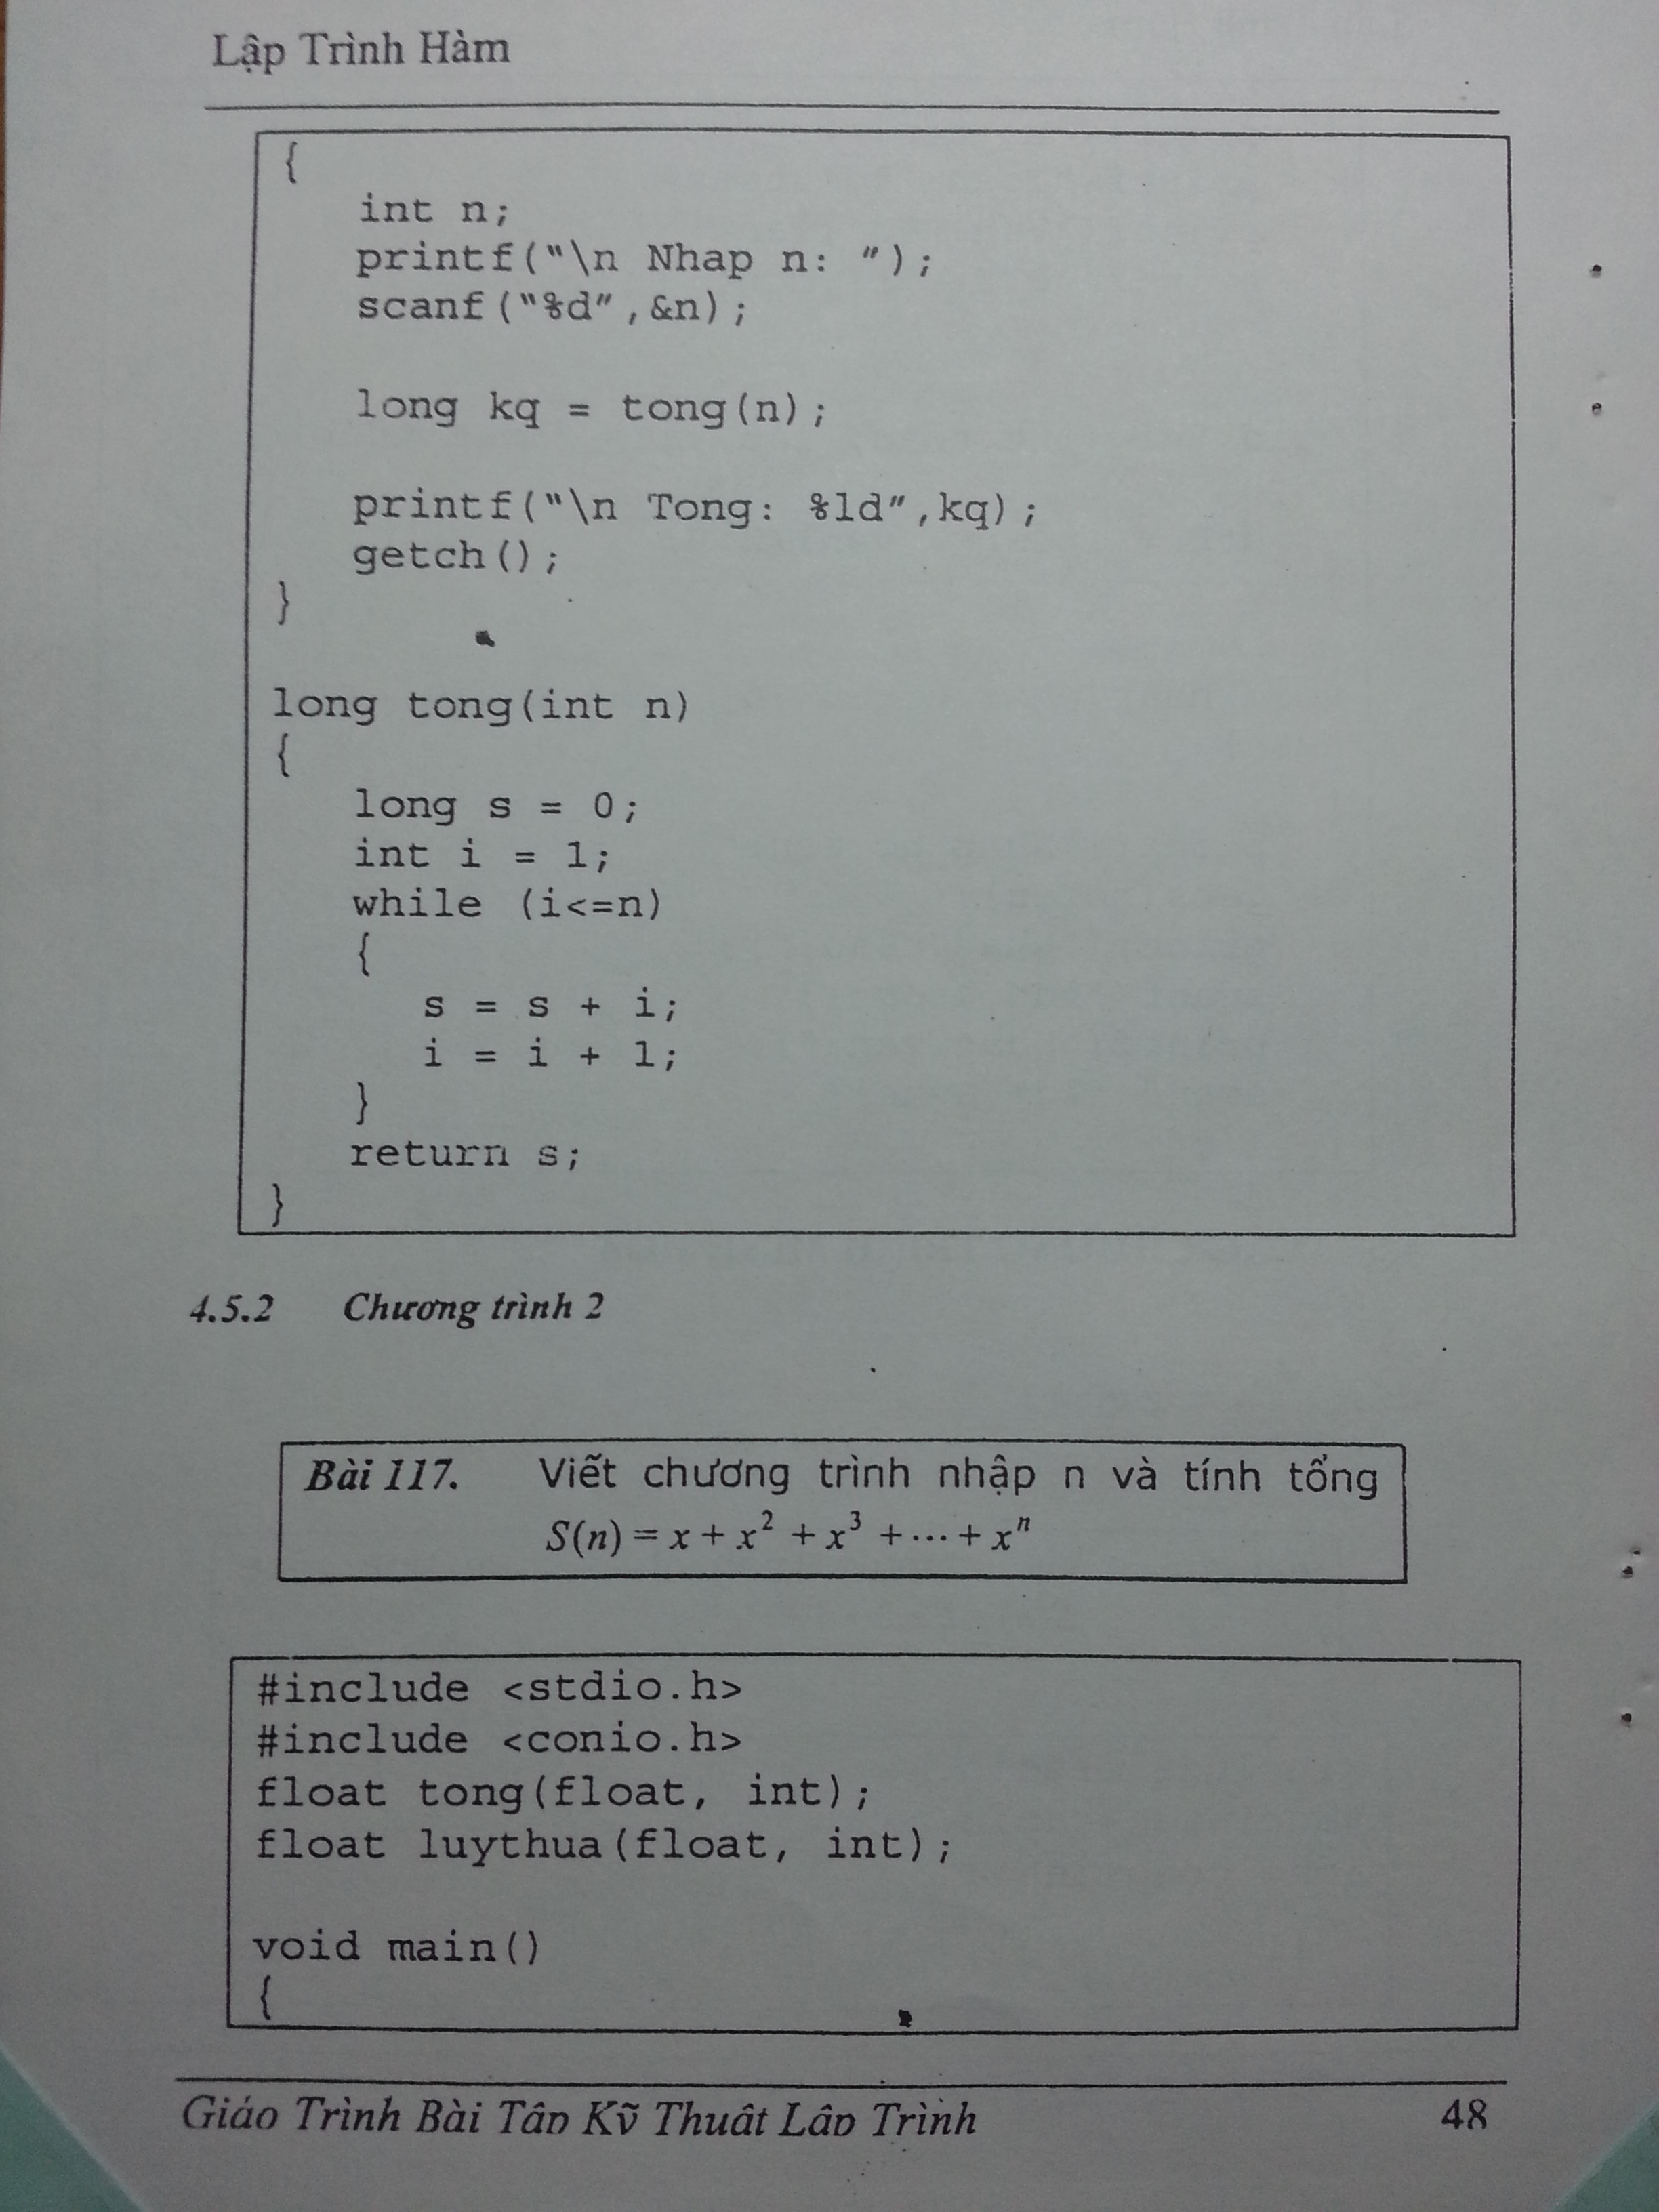 Lập Trình Hàm
{
int n;
printf("\n Nhap n: ");
scanf("%d",&n);
long kq = tong(n);
printf("\n Tong: %ld",kq);
getch();
}
long tong(int n)
{
long s = 0;
int i = 1;
while (i<=n)
{
s = s + i;
i = i + 1;
}
return s;
}
4.5.2 Chương trình 2
Bài 117. Viết chương trình nhập n và tính tổng
S(n) = x + x² + x³ + ⋯ + xⁿ
#include <stdio.h>
#include <conio.h>
float tong(float, int);
float luythua(float, int);
void main()
{
Giáo Trình Bài Tập Kỹ Thuật Lập Trình 48